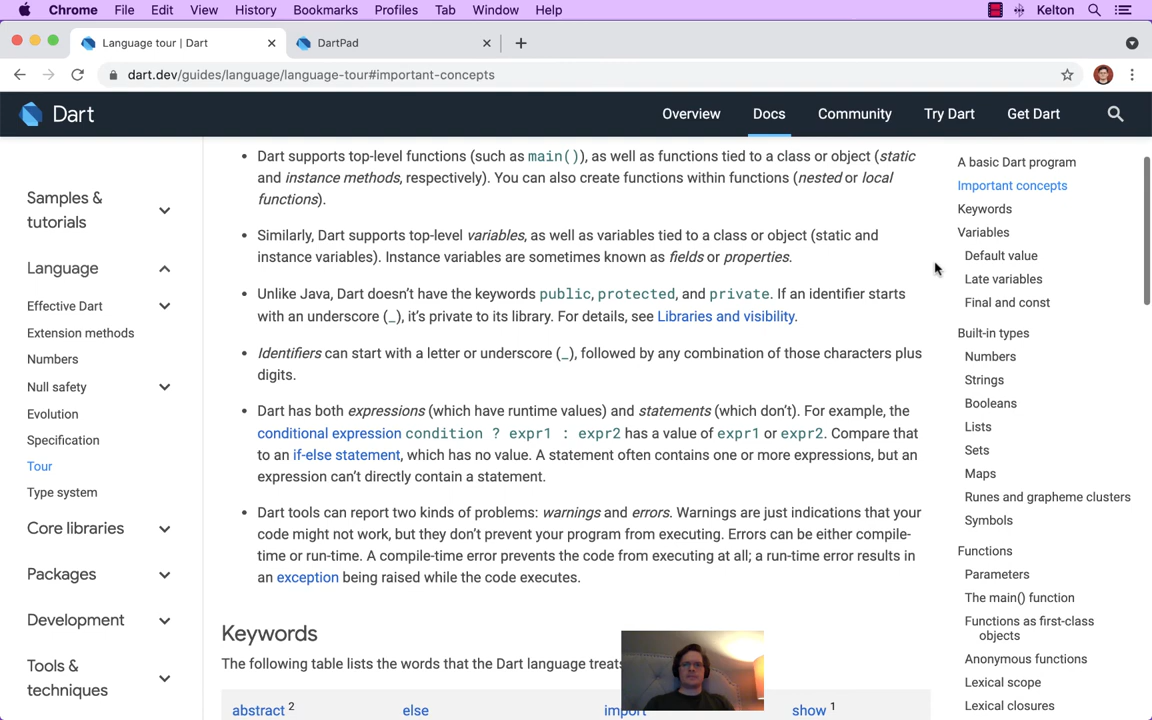 Chrome File Edit View History Bookmarks Profiles Tab Window Help Kelton
Language tour | Dart DartPad
dart.dev/guides/language/language-tour#important-concepts
Dart Overview Docs Community Try Dart Get Dart
Samples &
tutorials
Language
Effective Dart
Extension methods
Numbers
Null safety
Evolution
Specification
Tour
Type system
Core libraries
Packages
Development
Tools &
techniques
• Dart supports top-level functions (such as main()), as well as functions tied to a class or object (static
and instance methods, respectively). You can also create functions within functions (nested or local
functions).
• Similarly, Dart supports top-level variables, as well as variables tied to a class or object (static and
instance variables). Instance variables are sometimes known as fields or properties.
• Unlike Java, Dart doesn’t have the keywords public, protected, and private. If an identifier starts
with an underscore (_), it’s private to its library. For details, see Libraries and visibility.
• Identifiers can start with a letter or underscore (_), followed by any combination of those characters plus
digits.
• Dart has both expressions (which have runtime values) and statements (which don’t). For example, the
conditional expression condition ? expr1 : expr2 has a value of expr1 or expr2. Compare that
to an if-else statement, which has no value. A statement often contains one or more expressions, but an
expression can’t directly contain a statement.
• Dart tools can report two kinds of problems: warnings and errors. Warnings are just indications that your
code might not work, but they don’t prevent your program from executing. Errors can be either compile-
time or run-time. A compile-time error prevents the code from executing at all; a run-time error results in
an exception being raised while the code executes.
Keywords
The following table lists the words that the Dart language treats
abstract 2 else import show 1
A basic Dart program
Important concepts
Keywords
Variables
Default value
Late variables
Final and const
Built-in types
Numbers
Strings
Booleans
Lists
Sets
Maps
Runes and grapheme clusters
Symbols
Functions
Parameters
The main() function
Functions as first-class
objects
Anonymous functions
Lexical scope
Lexical closures